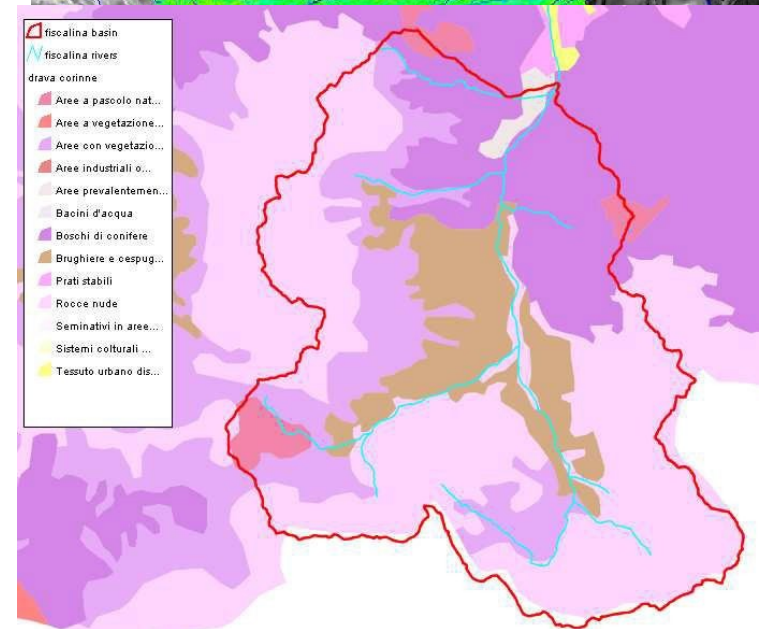 fiscalina basin
fiscalina rivers
drava corinne
Aree a pascolo nat...
Aree a vegetazione...
Aree con vegetazio...
Aree industriali o...
Aree prevalentemen...
Bacini d'acqua
Boschi di conifere
Brughiere e cespug...
Prati stabili
Rocce nude
Seminativi in aree...
Sistemi colturali ...
Tessuto urbano dis...